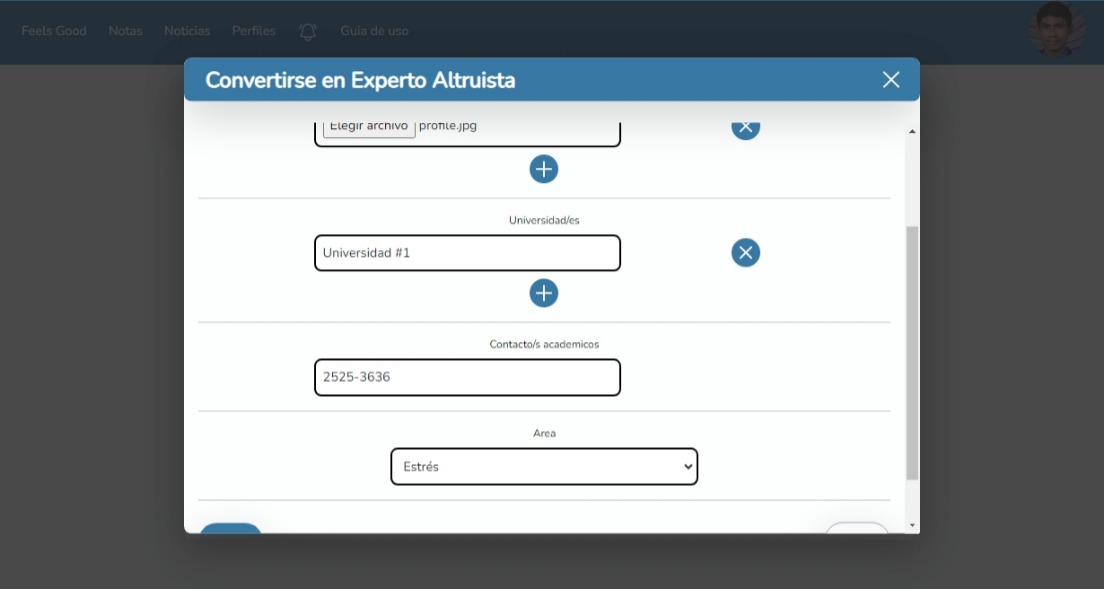 Feels Good Notas Noticias Perfiles Guia de uso
Convertirse en Experto Altruista
Elegir archivo profile.jpg
Universidad/es
Universidad #1
Contacto/s academicos
2525-3636
Area
Estrés